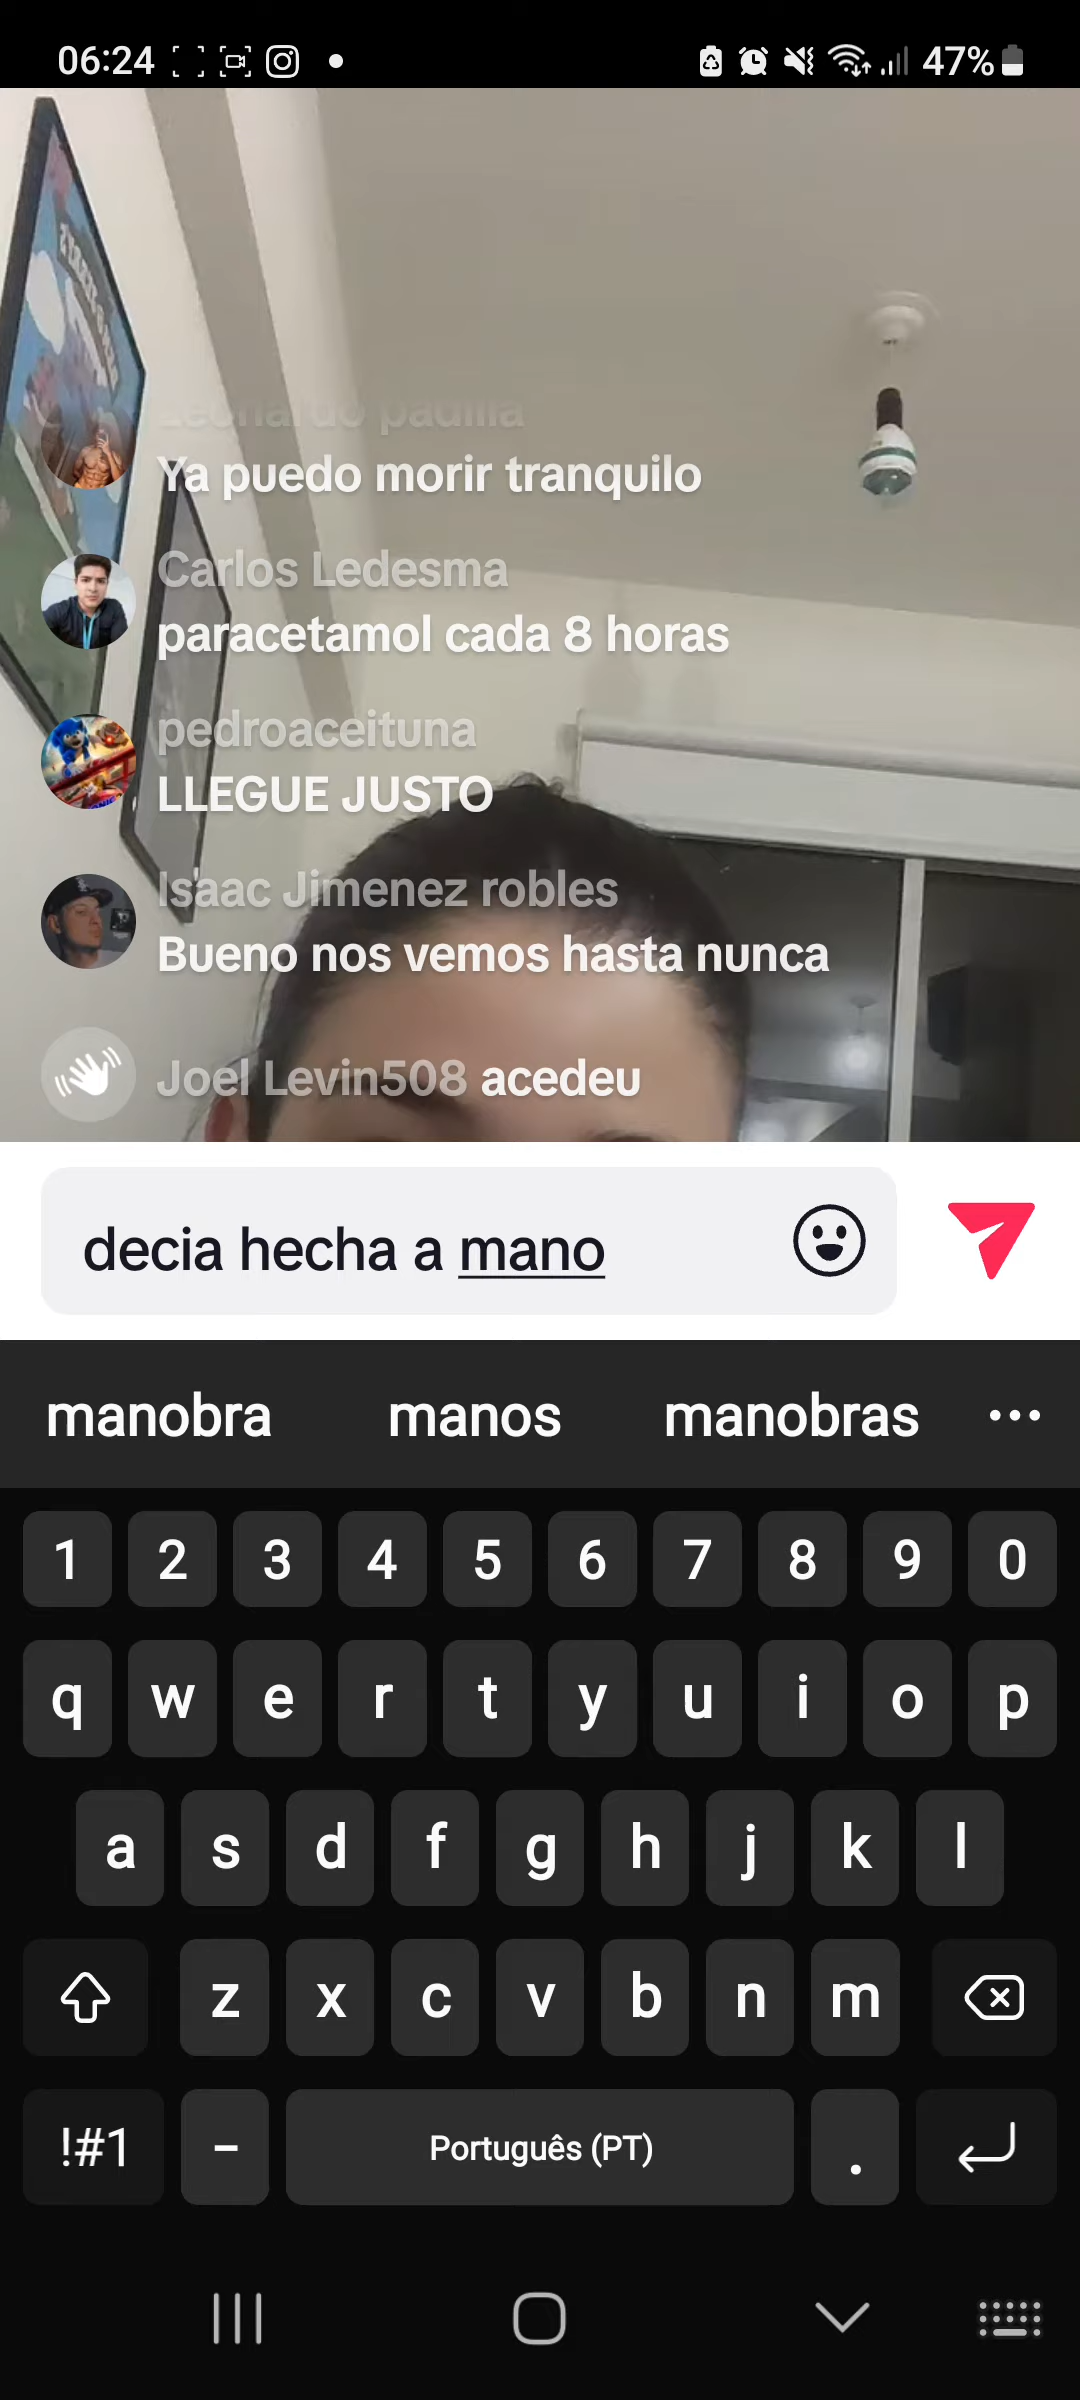 06:24
47%
Leonardo padilla
Ya puedo morir tranquilo
Carlos Ledesma
paracetamol cada 8 horas
pedroaceituna
LLEGUE JUSTO
Isaac Jimenez robles
Bueno nos vemos hasta nunca
Joel Levin508 acedeu
decia hecha a mano
manobra manos manobras
1 2 3 4 5 6 7 8 9 0
q w e r t y u i o p
a s d f g h j k l
z x c v b n m
!#1 - Português (PT) .